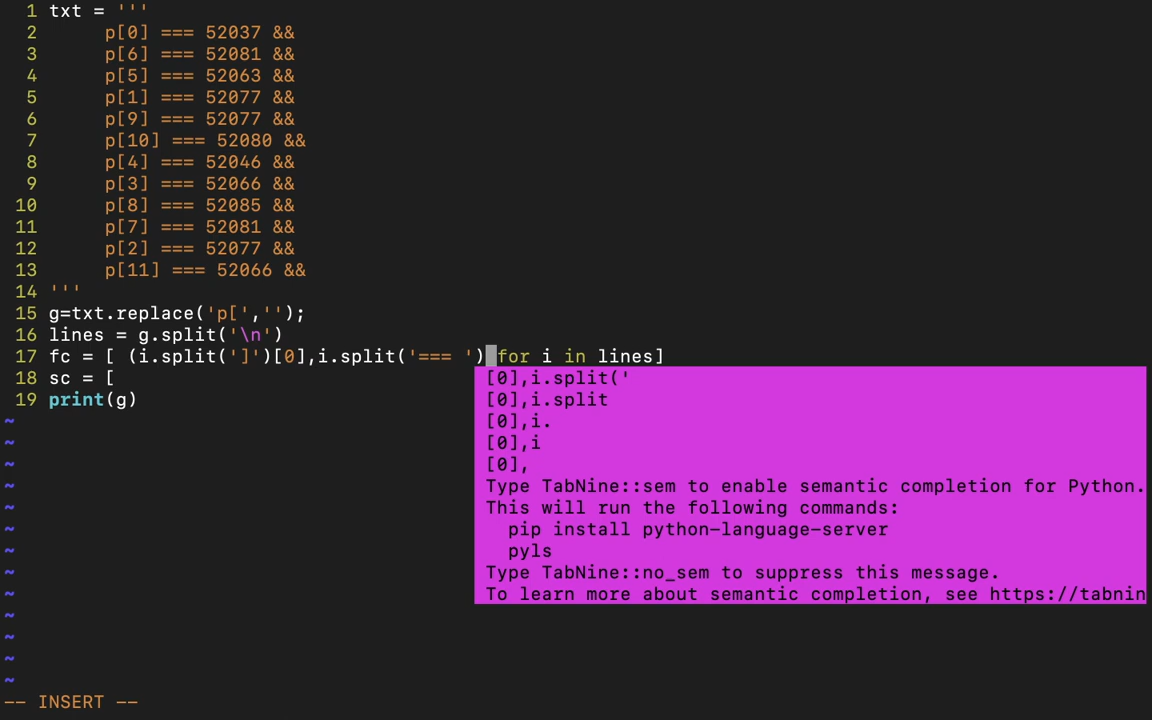 1 txt = '''
2      p[0] === 52037 &&
3      p[6] === 52081 &&
4      p[5] === 52063 &&
5      p[1] === 52077 &&
6      p[9] === 52077 &&
7      p[10] === 52080 &&
8      p[4] === 52046 &&
9      p[3] === 52066 &&
10      p[8] === 52085 &&
11      p[7] === 52081 &&
12      p[2] === 52077 &&
13      p[11] === 52066 &&
14 '''
15 g=txt.replace('p[','');
16 lines = g.split('\n')
17 fc = [ (i.split(']')[0],i.split('=== ') for i in lines]
18 sc = [
[0],i.split('
19 print(g)
[0],i.split
~
[0],i.
~
[0],i
~
[0],
~
Type TabNine::sem to enable semantic completion for Python.
~
This will run the following commands:
~
pip install python-language-server
~
pyls
~
Type TabNine::no_sem to suppress this message.
~
To learn more about semantic completion, see https://tabnin
~
~
~
~
-- INSERT --